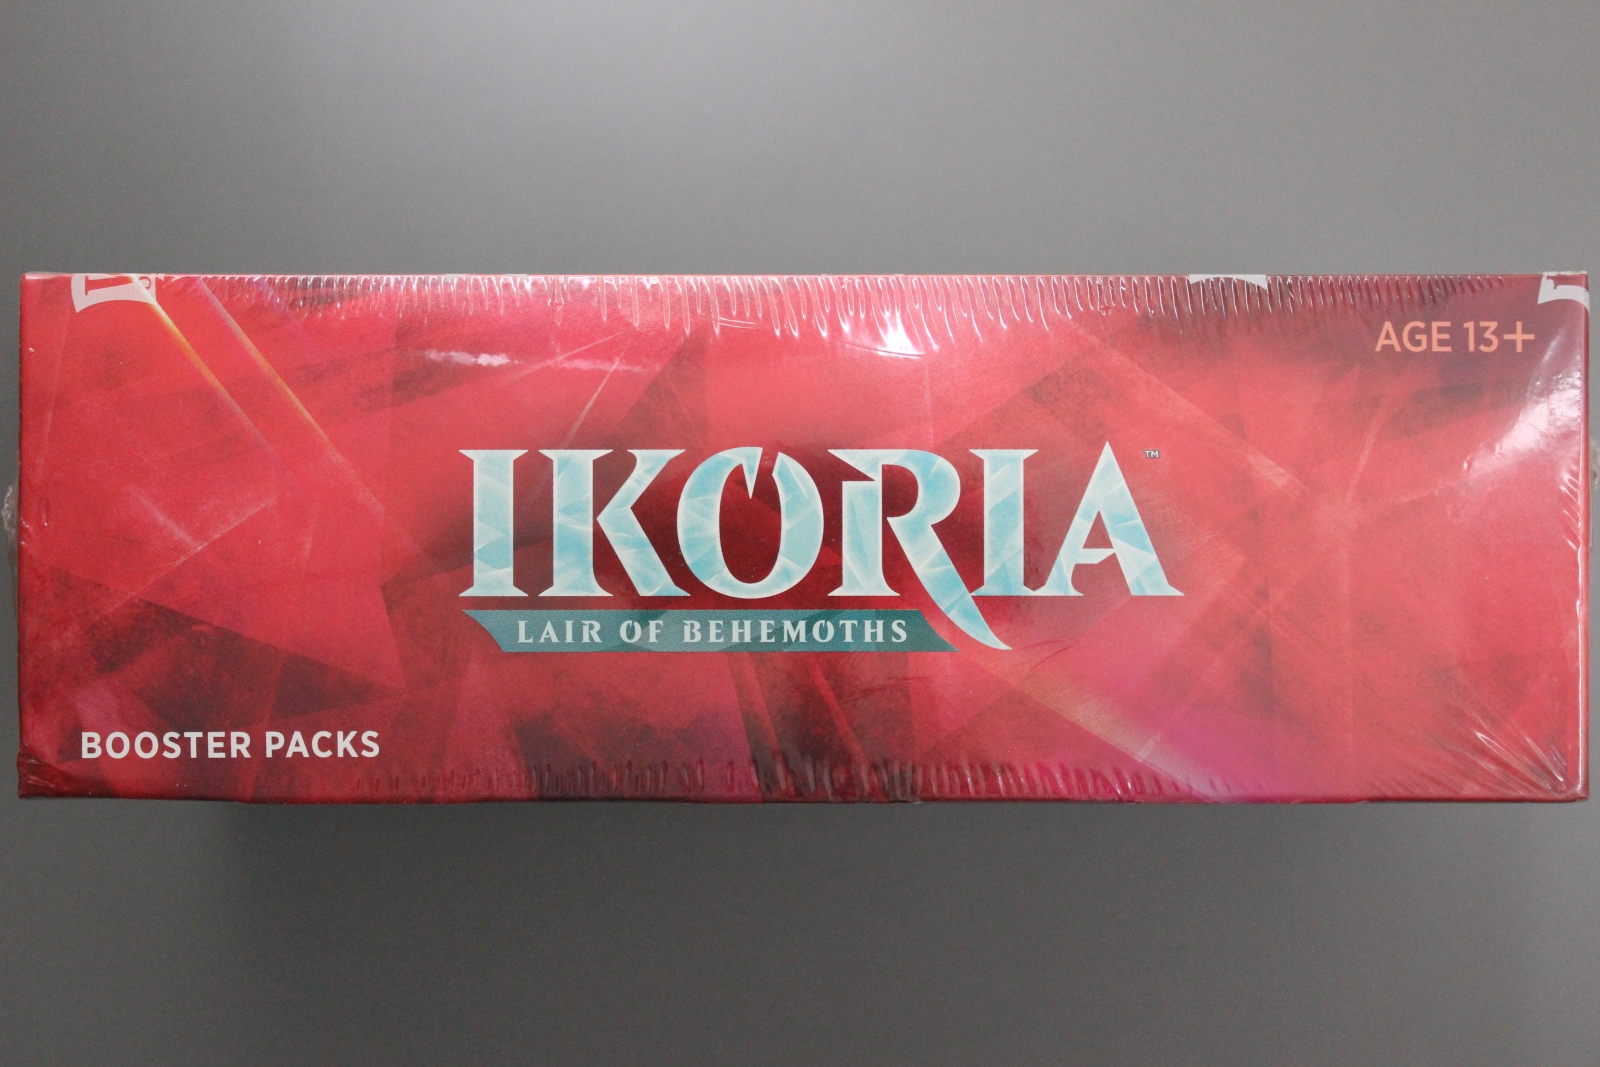 AGE 13+
IKORIA™
LAIR OF BEHEMOTHS
BOOSTER PACKS